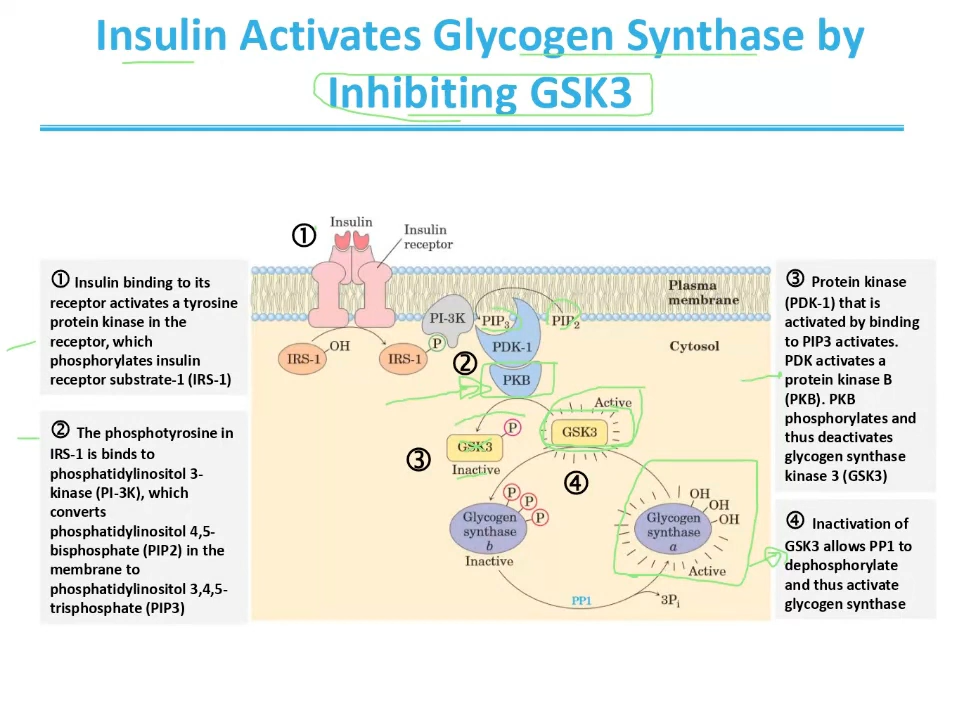 Insulin Activates Glycogen Synthase by
Inhibiting GSK3
① Insulin binding to its
receptor activates a tyrosine
protein kinase in the
receptor, which
phosphorylates insulin
receptor substrate-1 (IRS-1)
② The phosphotyrosine in
IRS-1 is binds to
phosphatidylinositol 3-
kinase (PI-3K), which
converts
phosphatidylinositol 4,5-
bisphosphate (PIP2) in the
membrane to
phosphatidylinositol 3,4,5-
trisphosphate (PIP3)
①
Insulin
Insulin
receptor
Plasma
membrane
Cytosol
IRS-1
OH
IRS-1
P
PI-3K
PIP3
PIP2
PDK-1
②
PKB
Active
GSK3
P
GSK3
Inactive
③
④
P
P
P
Glycogen
synthase
b
Inactive
OH
OH
OH
Glycogen
synthase
a
Active
PP1
3Pi
③ Protein kinase
(PDK-1) that is
activated by binding
to PIP3 activates.
PDK activates a
protein kinase B
(PKB). PKB
phosphorylates and
thus deactivates
glycogen synthase
kinase 3 (GSK3)
④ Inactivation of
GSK3 allows PP1 to
dephosphorylate
and thus activate
glycogen synthase